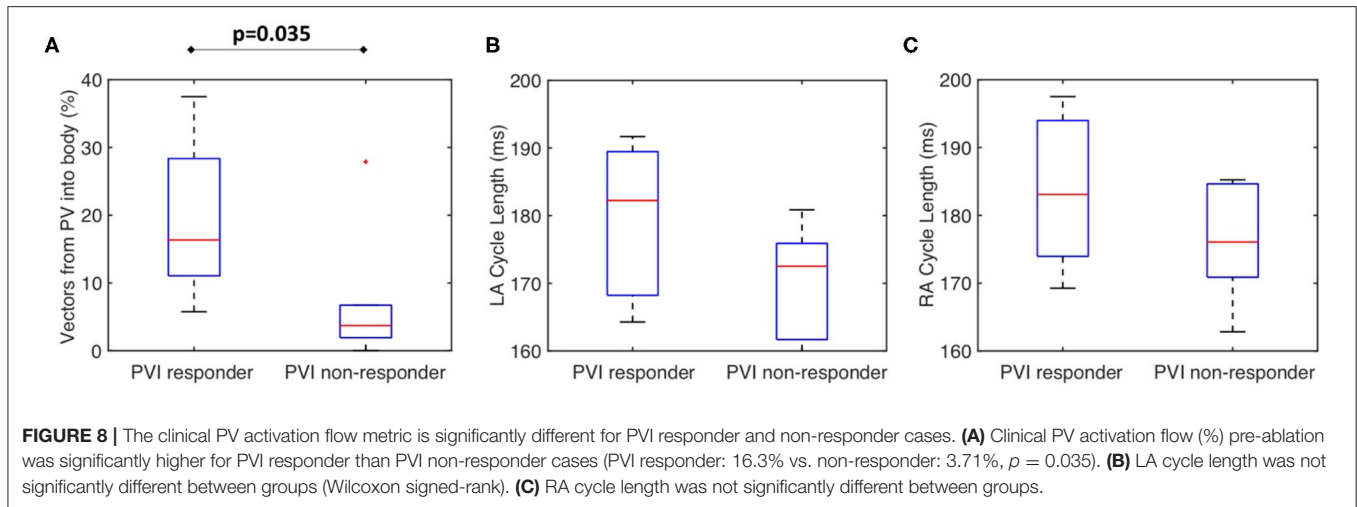 p=0.035
A
B
C
Vectors from PV into body (%)
40
30
20
10
0
PVI responder
PVI non-responder
LA Cycle Length (ms)
200
190
180
170
160
PVI responder
PVI non-responder
RA Cycle Length (ms)
200
190
180
170
160
PVI responder
PVI non-responder
FIGURE 8 | The clinical PV activation flow metric is significantly different for PVI responder and non-responder cases. (A) Clinical PV activation flow (%) pre-ablation
was significantly higher for PVI responder than PVI non-responder cases (PVI responder: 16.3% vs. non-responder: 3.71%, p = 0.035). (B) LA cycle length was not
significantly different between groups (Wilcoxon signed-rank). (C) RA cycle length was not significantly different between groups.